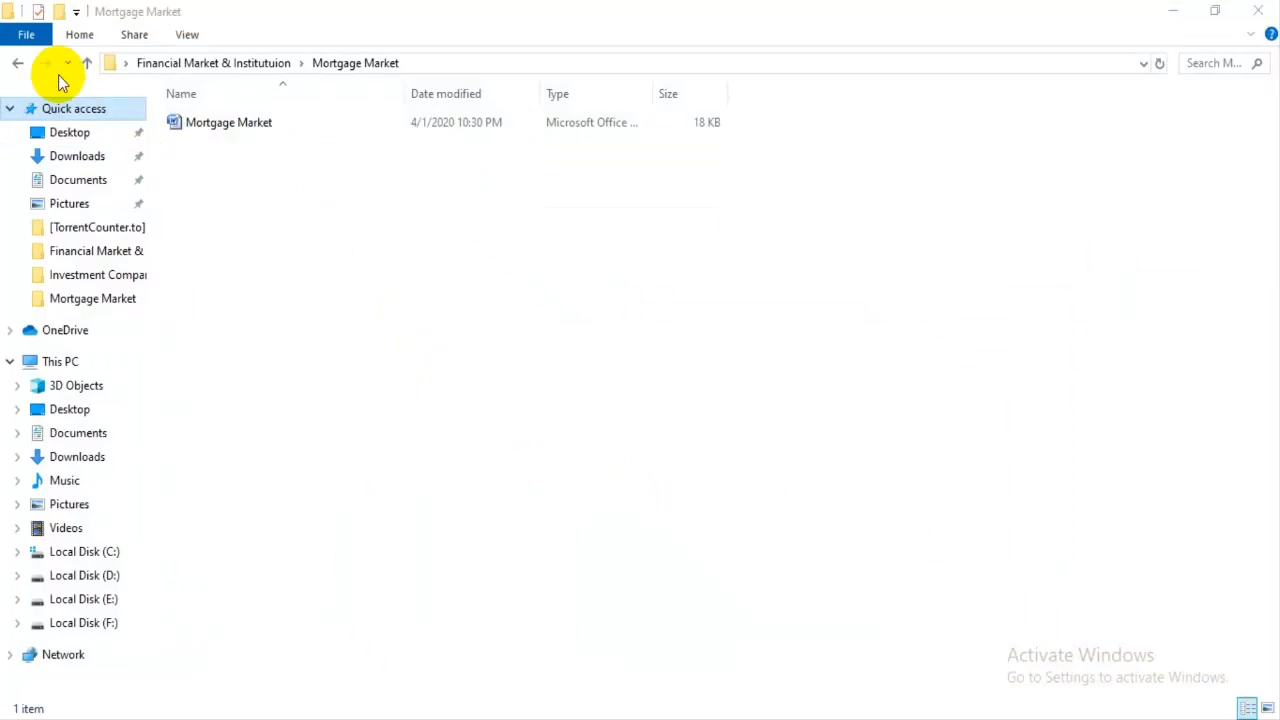 Mortgage Market
File Home Share View
Financial Market & Institutuion Mortgage Market Search M...
Name Date modified Type Size
Mortgage Market 4/1/2020 10:30 PM Microsoft Office ... 18 KB
Quick access
Desktop
Downloads
Documents
Pictures
[TorrentCounter.to]
Financial Market &
Investment Compar
Mortgage Market
OneDrive
This PC
3D Objects
Desktop
Documents
Downloads
Music
Pictures
Videos
Local Disk (C:)
Local Disk (D:)
Local Disk (E:)
Local Disk (F:)
Network
Activate Windows
Go to Settings to activate Windows.
1 item